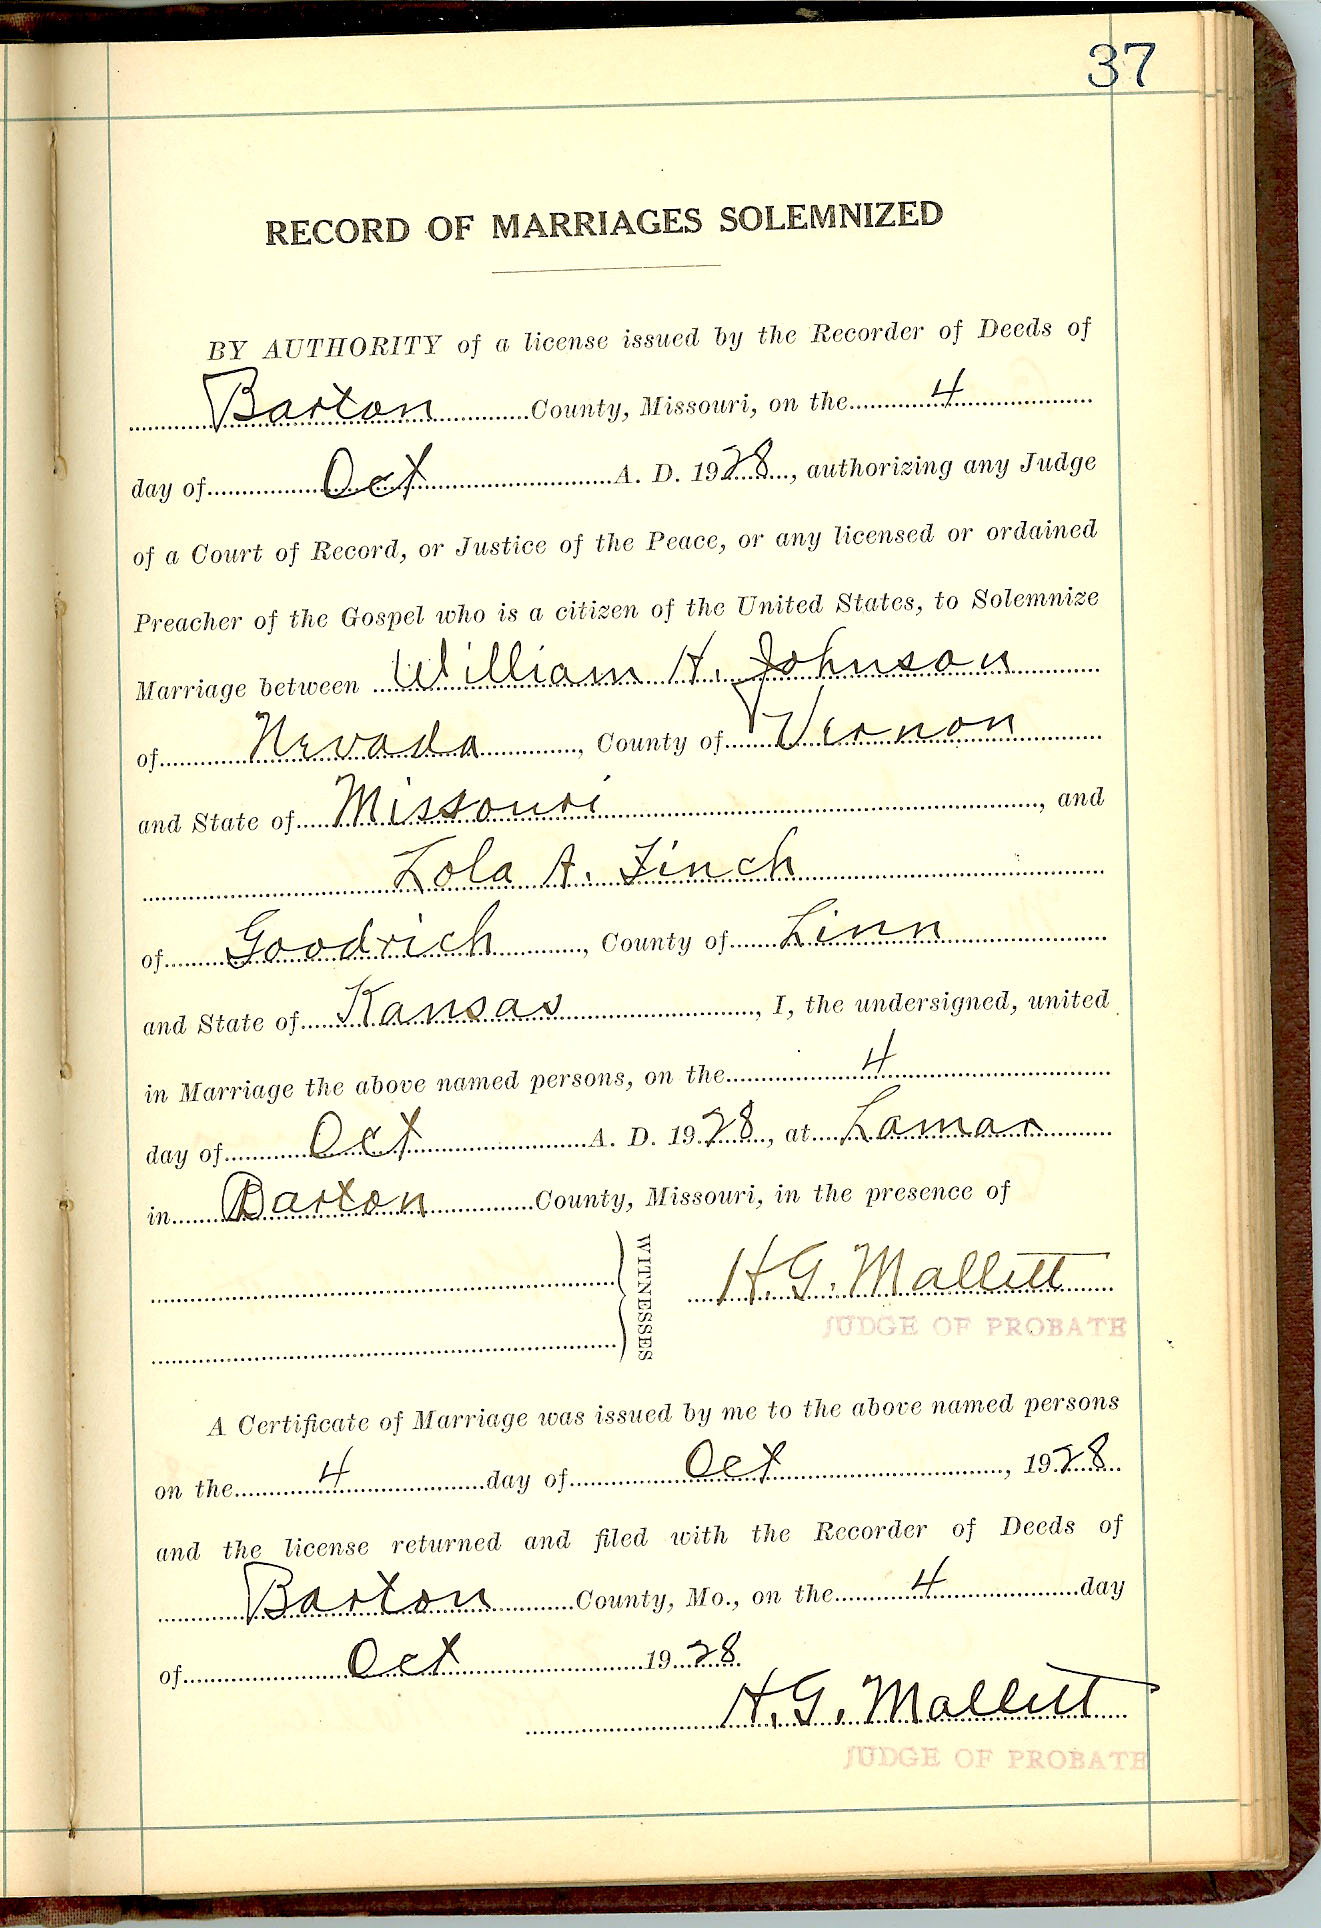 37
RECORD OF MARRIAGES SOLEMNIZED
BY AUTHORITY of a license issued by the Recorder of Deeds of
Barton County, Missouri, on the 4
day of Oct A. D. 1928, authorizing any Judge
of a Court of Record, or Justice of the Peace, or any licensed or ordained
Preacher of the Gospel who is a citizen of the United States, to Solemnize
Marriage between William H. Johnson
of Nevada, County of Vernon
and State of Missouri, and
Lola A. Finch
of Goodrich, County of Linn
and State of Kansas, I, the undersigned, united
in Marriage the above named persons, on the 4
day of Oct A. D. 1928, at Lamar
in Barton County, Missouri, in the presence of
WITNESSES
H. G. Mallett
JUDGE OF PROBATE
A Certificate of Marriage was issued by me to the above named persons
on the 4 day of Oct, 1928
and the license returned and filed with the Recorder of Deeds of
Barton County, Mo., on the 4 day
of Oct 1928
H. G. Mallett
JUDGE OF PROBATE